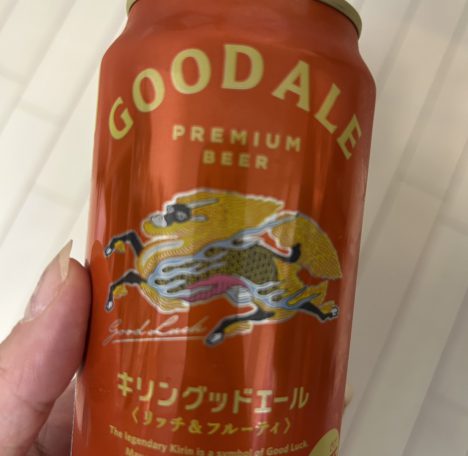 GOOD ALE
PREMIUM
BEER
Good Luck
キリングッドエール
〈リッチ&フルーティ〉
The legendary Kirin is a symbol of Good Luck.